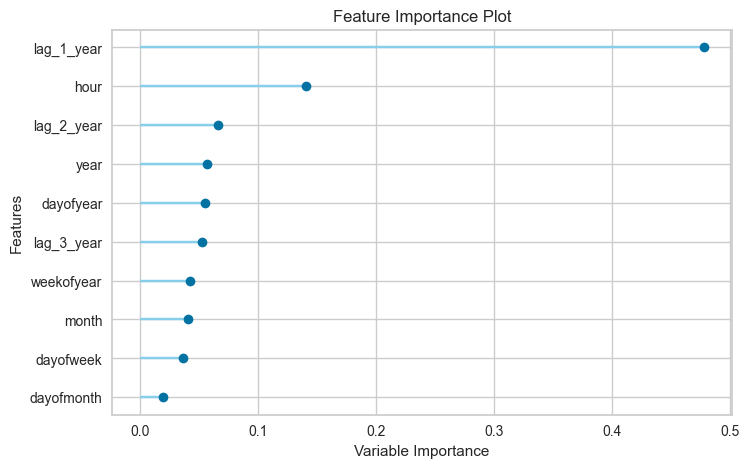 Feature Importance Plot
lag_1_year
hour
lag_2_year
year
dayofyear
lag_3_year
weekofyear
month
dayofweek
dayofmonth
Features
0.0 0.1 0.2 0.3 0.4 0.5
Variable Importance